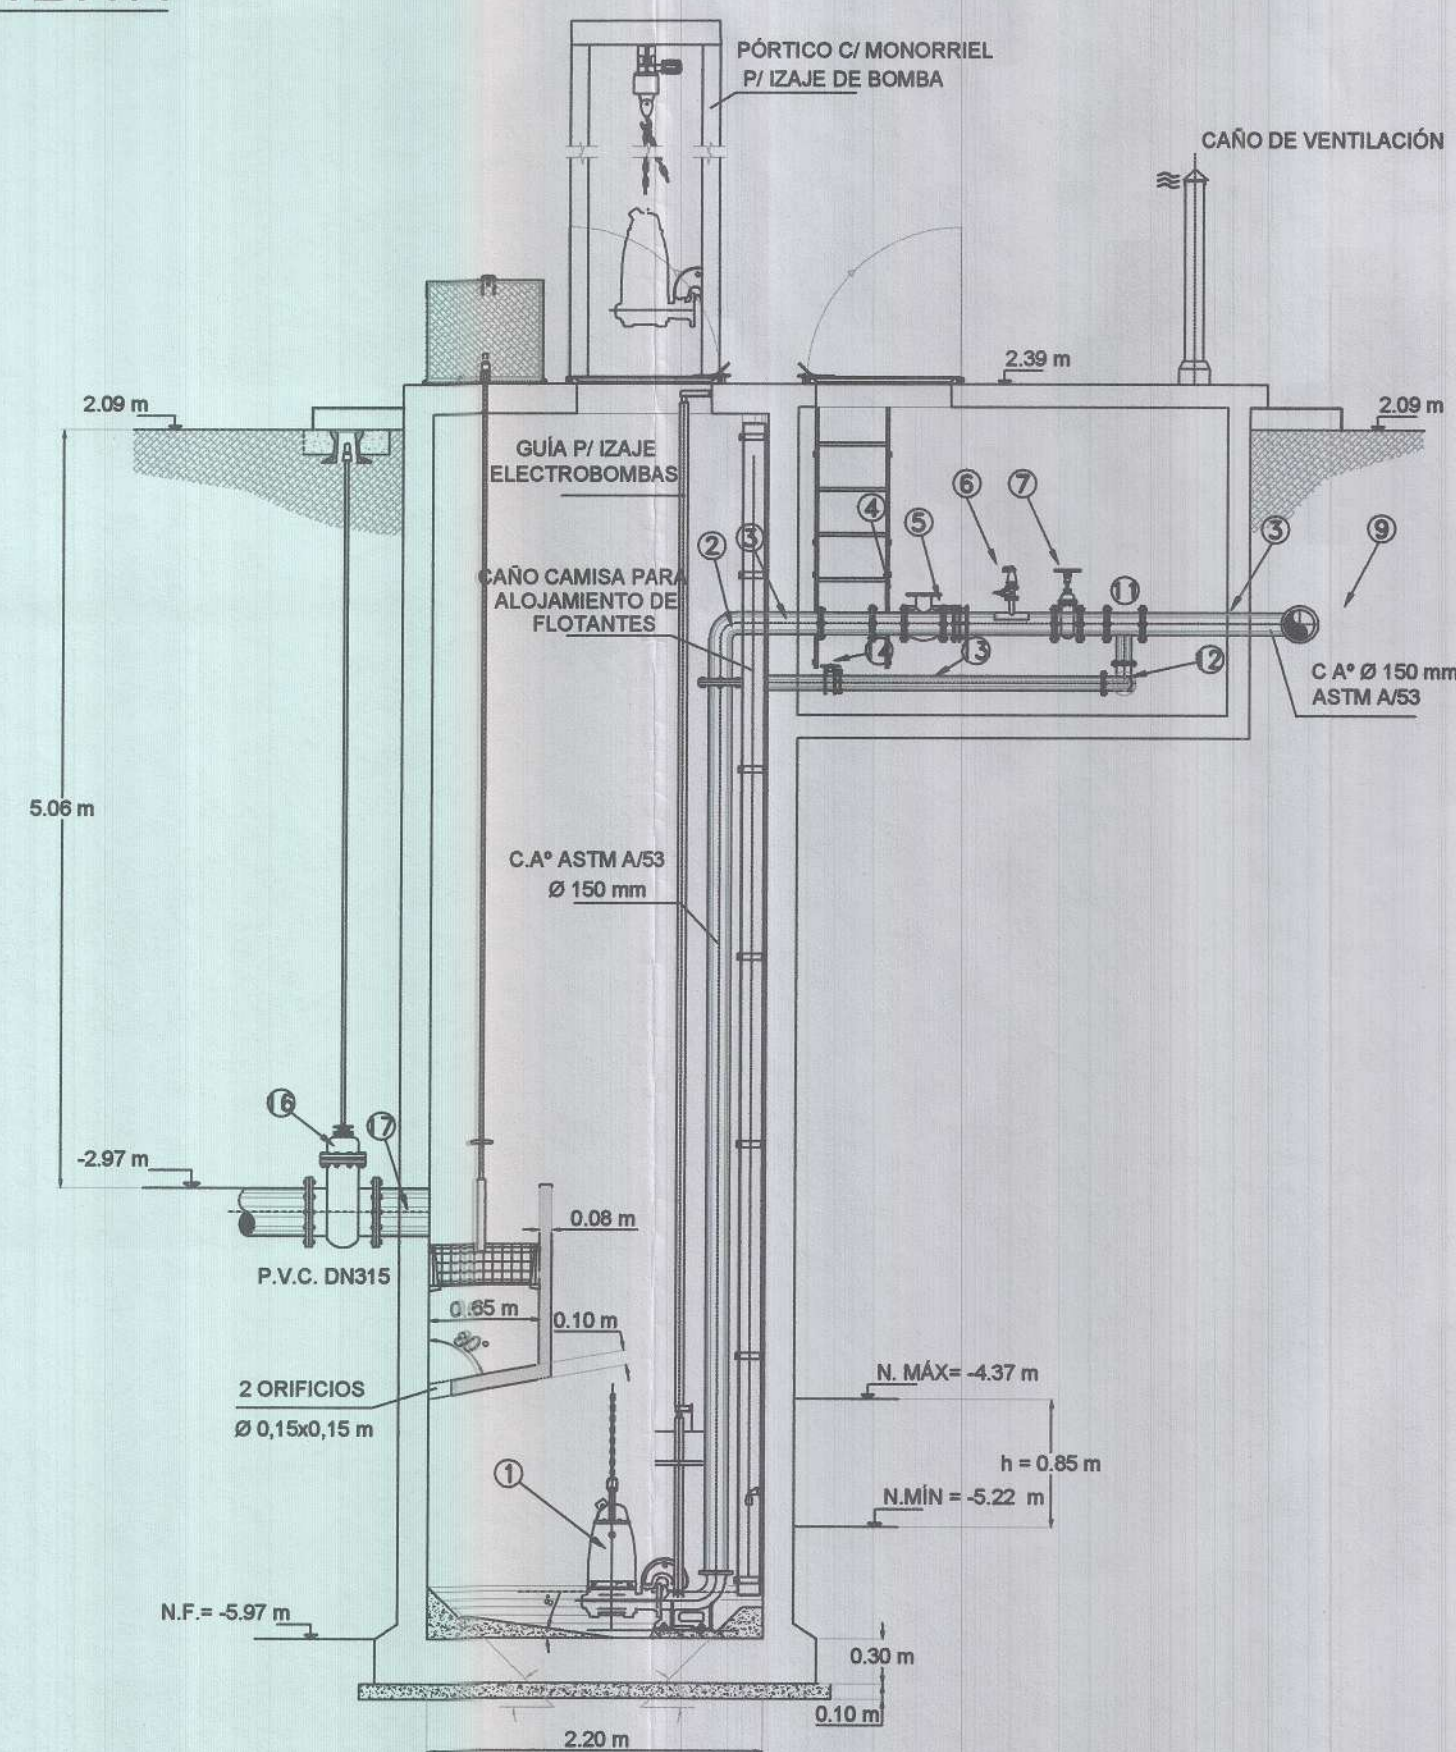 PÓRTICO C/ MONORRIEL
P/ IZAJE DE BOMBA
CAÑO DE VENTILACIÓN
2.39 m
2.09 m
2.09 m
GUÍA P/ IZAJE
ELECTROBOMBAS
6
7
4
5
3
9
2
3
CAÑO CAMISA PARA
ALOJAMIENTO DE
FLOTANTES
11
14
13
12
C Aº Ø 150 mm
ASTM A/53
5.06 m
C.Aº ASTM A/53
Ø 150 mm
16
17
-2.97 m
0.08 m
P.V.C. DN315
0.65 m
0.10 m
80°
2 ORIFICIOS
Ø 0,15x0,15 m
N. MÁX= -4.37 m
h = 0.85 m
1
N.MÍN = -5.22 m
N.F.= -5.97 m
0.30 m
0.10 m
2.20 m